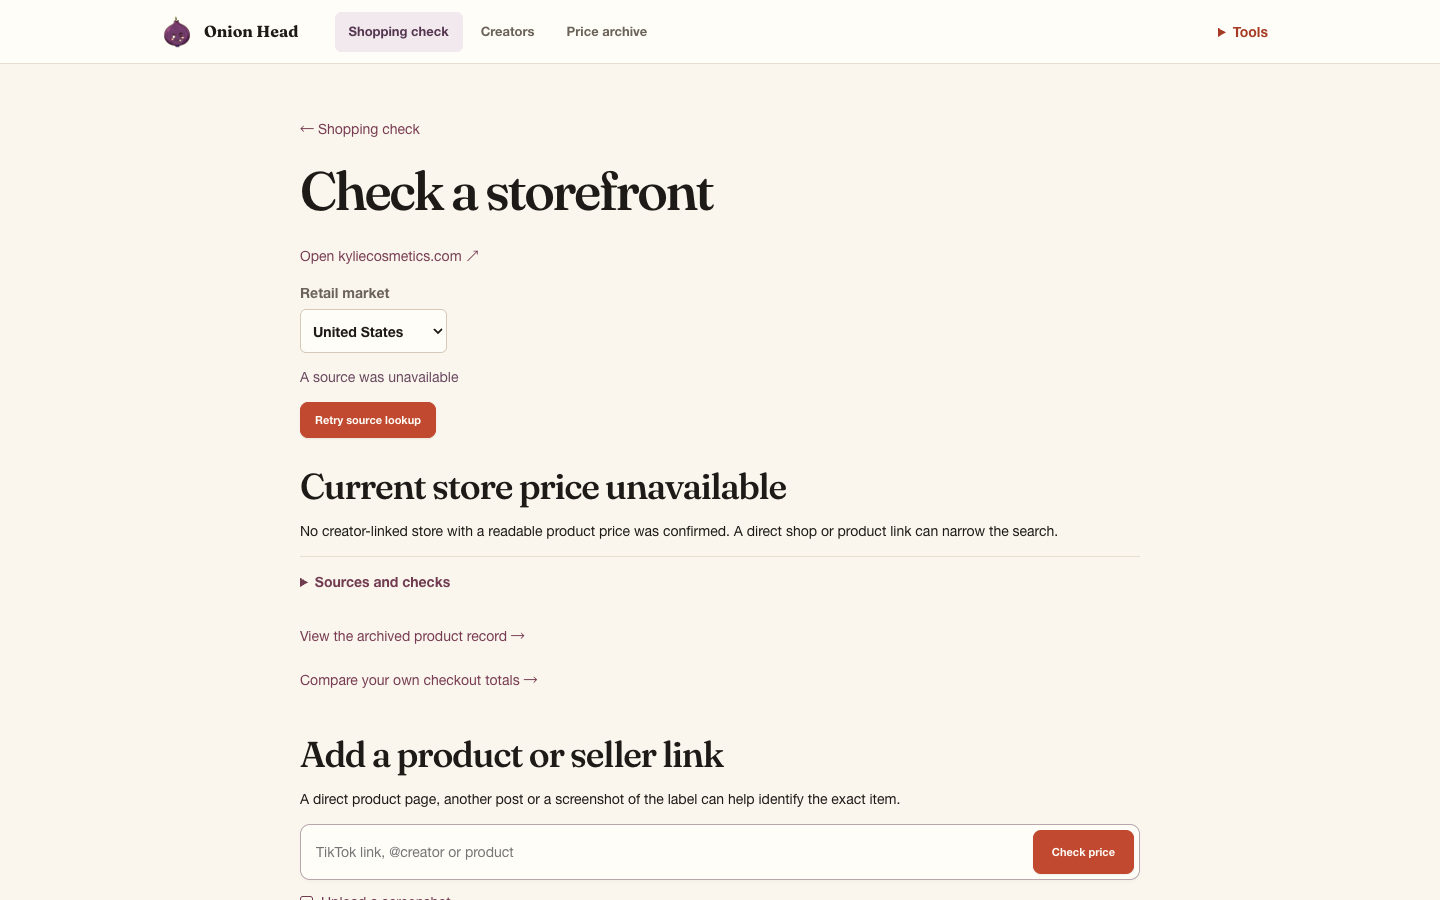 Onion Head
Shopping check
Creators
Price archive
▶ Tools
← Shopping check
Check a storefront
Open kyliecosmetics.com ↗
Retail market
United States
A source was unavailable
Retry source lookup
Current store price unavailable
No creator-linked store with a readable product price was confirmed. A direct shop or product link can narrow the search.
▶ Sources and checks
View the archived product record →
Compare your own checkout totals →
Add a product or seller link
A direct product page, another post or a screenshot of the label can help identify the exact item.
TikTok link, @creator or product
Check price
Upload a screenshot